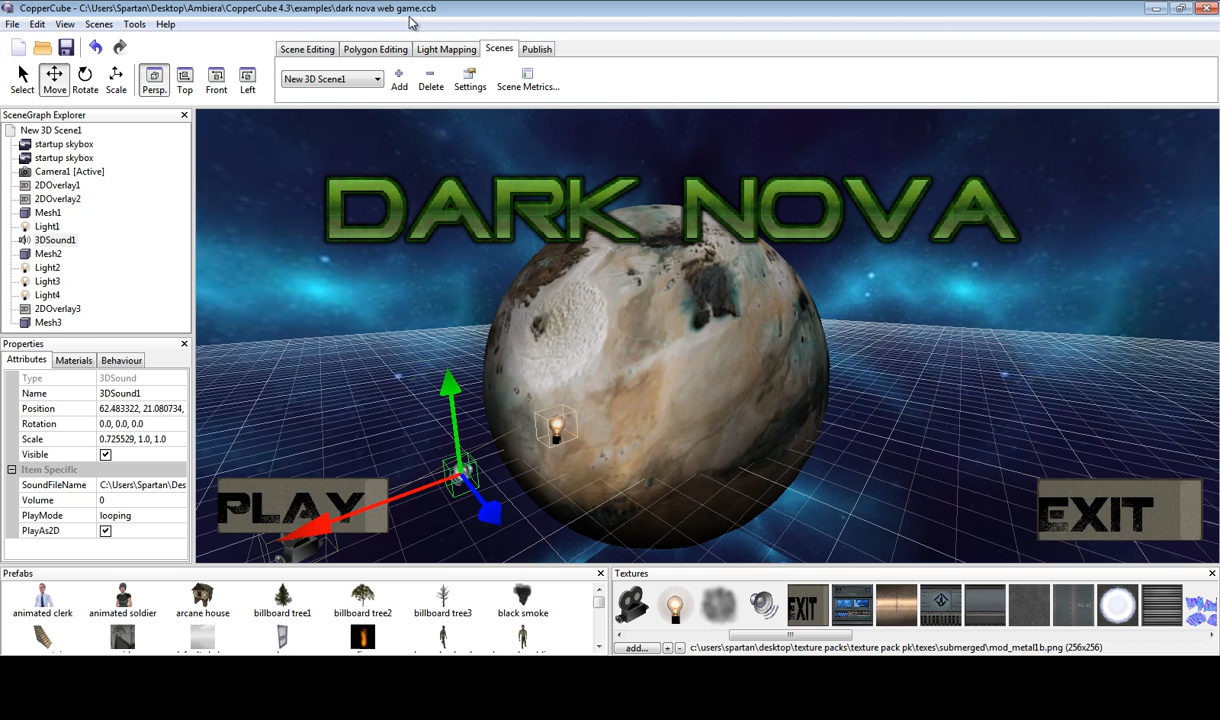 CopperCube - C:\Users\Spartan\Desktop\Ambiera\CopperCube 4.3\examples\dark nova web game.ccb
File Edit View Scenes Tools Help
Scene Editing Polygon Editing Light Mapping Scenes Publish
Select Move Rotate Scale Persp. Top Front Left
New 3D Scene1 Add Delete Settings Scene Metrics...
SceneGraph Explorer
New 3D Scene1
startup skybox
startup skybox
Camera1 [Active]
2DOverlay1
2DOverlay2
Mesh1
Light1
3DSound1
Mesh2
Light2
Light3
Light4
2DOverlay3
Mesh3
DARK NOVA
PLAY
EXIT
Properties
Attributes Materials Behaviour
Type 3DSound
Name 3DSound1
Position 62.483322, 21.080734,
Rotation 0.0, 0.0, 0.0
Scale 0.725529, 1.0, 1.0
Visible
Item Specific
SoundFileName C:\Users\Spartan\Des
Volume 0
PlayMode looping
PlayAs2D
Prefabs
animated clerk animated soldier arcane house billboard tree1 billboard tree2 billboard tree3 black smoke
Textures
EXIT
add... + - c:\users\spartan\desktop\texture packs\texture pack pk\texes\submerged\mod_metal1b.png (256x256)